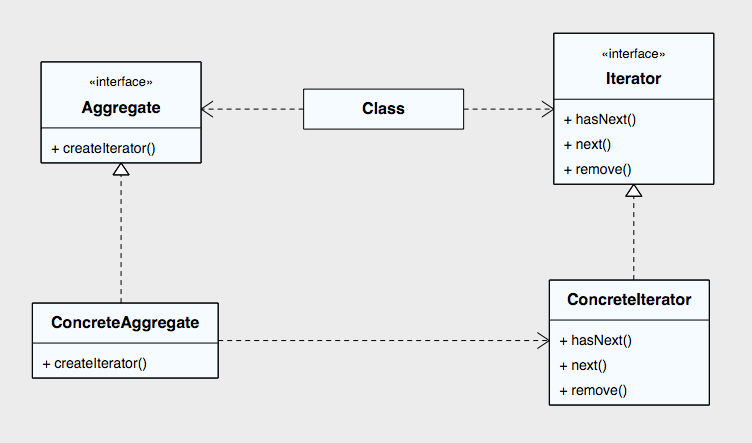 «interface»
Aggregate
+ createIterator()
Class
«interface»
Iterator
+ hasNext()
+ next()
+ remove()
ConcreteAggregate
+ createIterator()
ConcreteIterator
+ hasNext()
+ next()
+ remove()